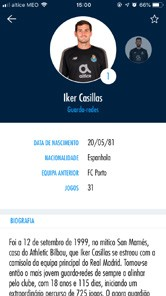 altice MEO
15:00
66 %
altice
1
Iker Casillas
Guarda-redes
DATA DE NASCIMENTO 20/05/81
NACIONALIDADE Espanhola
EQUIPA ANTERIOR FC Porto
JOGOS 31
BIOGRAFIA
Foi a 12 de setembro de 1999, no mítico San Mamés,
casa do Athletic Bilbau, que Iker Casillas se estreou com a
camisola da equipa principal do Real Madrid. Tornou-se
então o mais jovem guarda-redes de sempre a alinhar
pelo clube, com 18 anos e 115 dias, iniciando um
extraordinário percurso de 725 jogos. O agora guardião